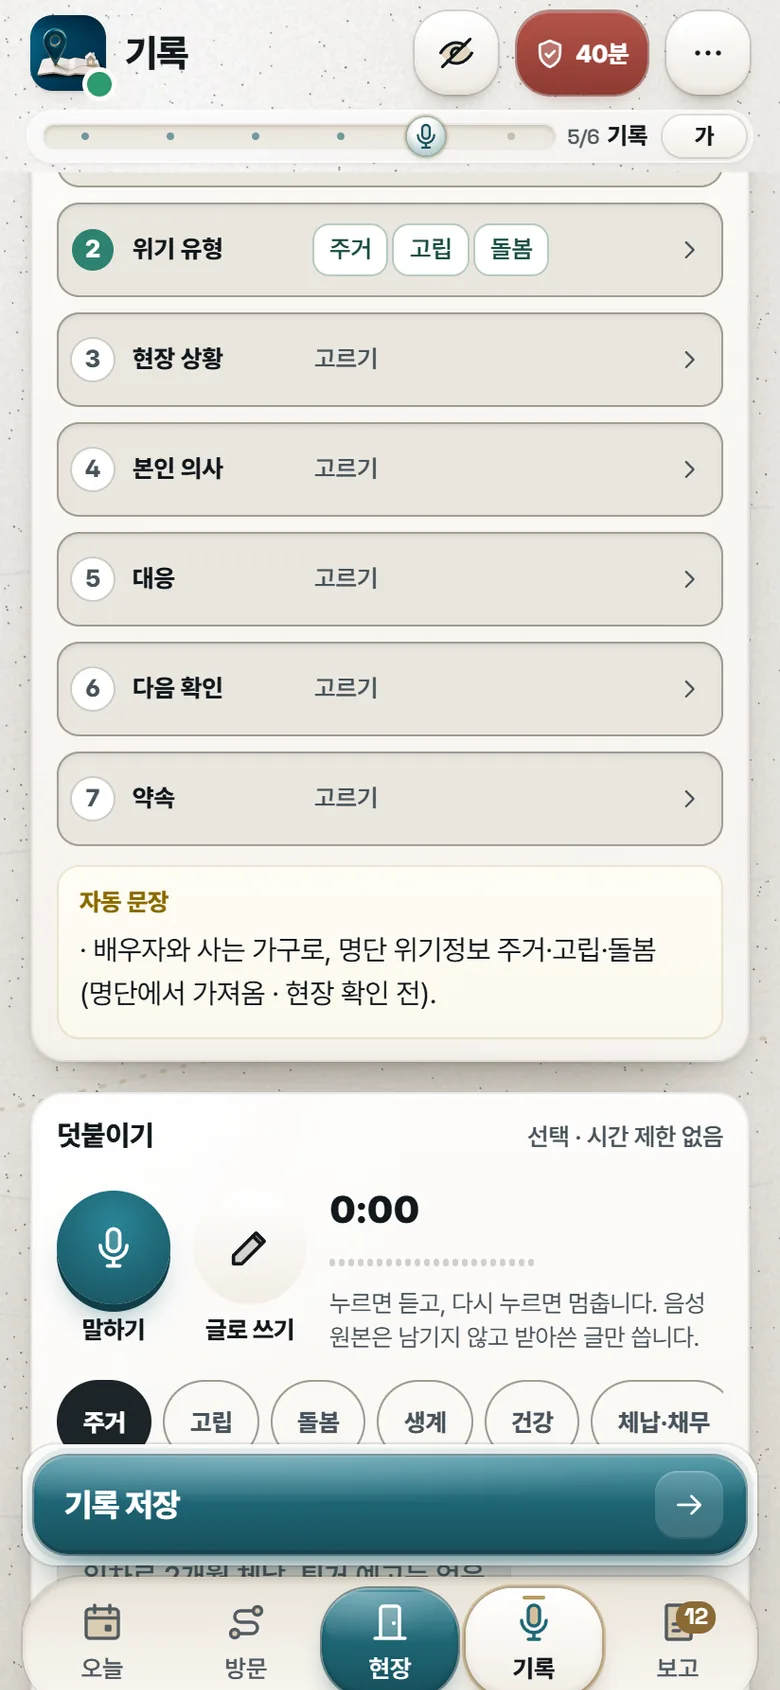 기록
40분
5/6 기록
가
2 위기 유형 주거 고립 돌봄
3 현장 상황 고르기
4 본인 의사 고르기
5 대응 고르기
6 다음 확인 고르기
7 약속 고르기
자동 문장
· 배우자와 사는 가구로, 명단 위기정보 주거·고립·돌봄
(명단에서 가져옴 · 현장 확인 전).
덧붙이기
선택 · 시간 제한 없음
0:00
누르면 듣고, 다시 누르면 멈춥니다. 음성
원본은 남기지 않고 받아쓴 글만 씁니다.
말하기
글로 쓰기
주거 고립 돌봄 생계 건강 체납·채무
기록 저장
오늘
방문
현장
기록
12
보고